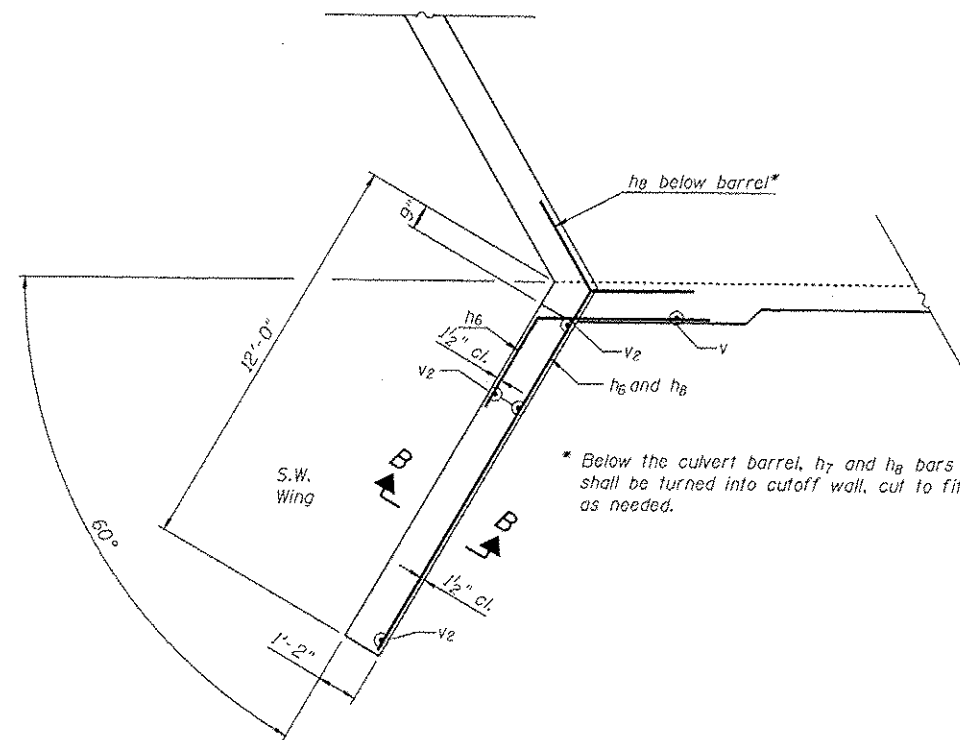 h8 below barrel*
9"
12'-0"
h6
1½" cl.
v2
v2
v
h6 and h8
B
S.W.
Wing
B
* Below the culvert barrel, h7 and h8 bars
shall be turned into cutoff wall, cut to fit
as needed.
60°
1½" cl.
v2
1'-2"